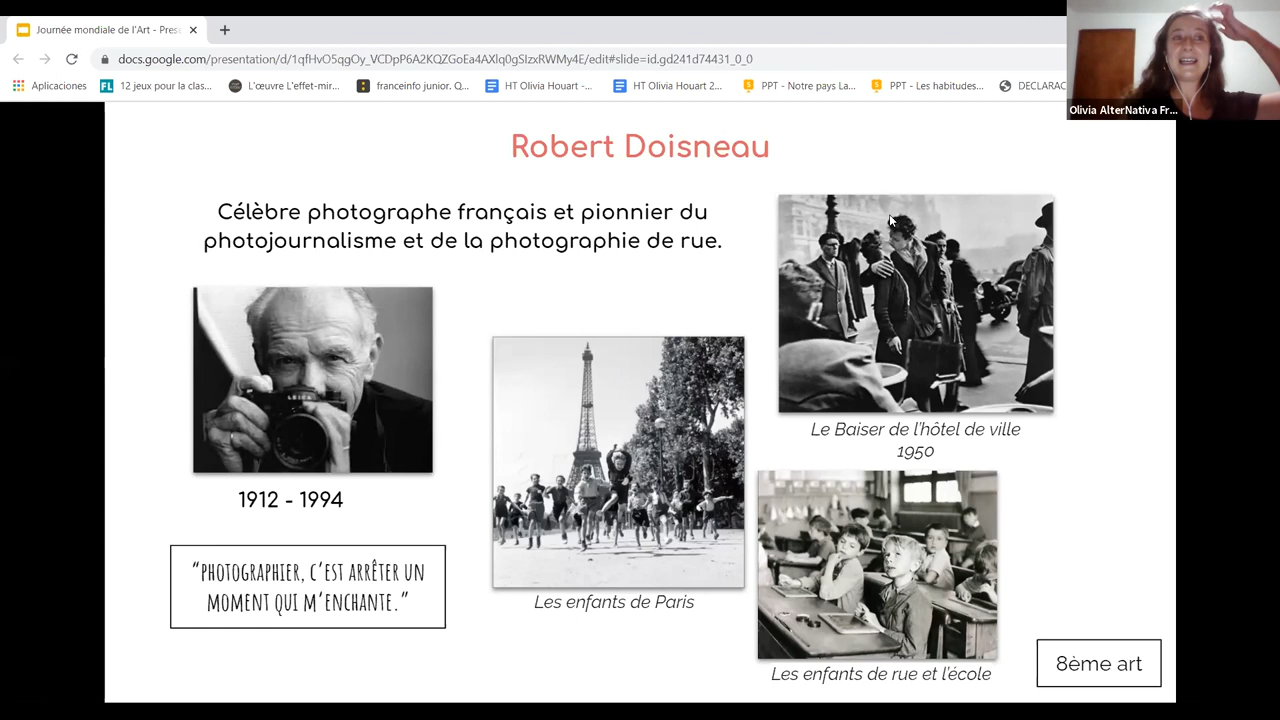 Journée mondiale de l'Art - Prese
docs.google.com/presentation/d/1qfHvO5qgOy_VCDpP6A2KQZGoEa4AXlq0gSIzxRWMy4E/edit#slide=id.gd241d74431_0_0
Aplicaciones
FL 12 jeux pour la clas...
L'œuvre L'effet-mir...
franceinfo junior. Q...
HT Olivia Houart -...
HT Olivia Houart 2...
PPT - Notre pays La...
PPT - Les habitudes...
DECLARAC
Olivia AlterNativa Fr...
Robert Doisneau
Célèbre photographe français et pionnier du
photojournalisme et de la photographie de rue.
LEICA
1912 - 1994
“PHOTOGRAPHIER, C’EST ARRÊTER UN
MOMENT QUI M’ENCHANTE.”
Les enfants de Paris
Le Baiser de l’hôtel de ville
1950
Les enfants de rue et l’école
8ème art